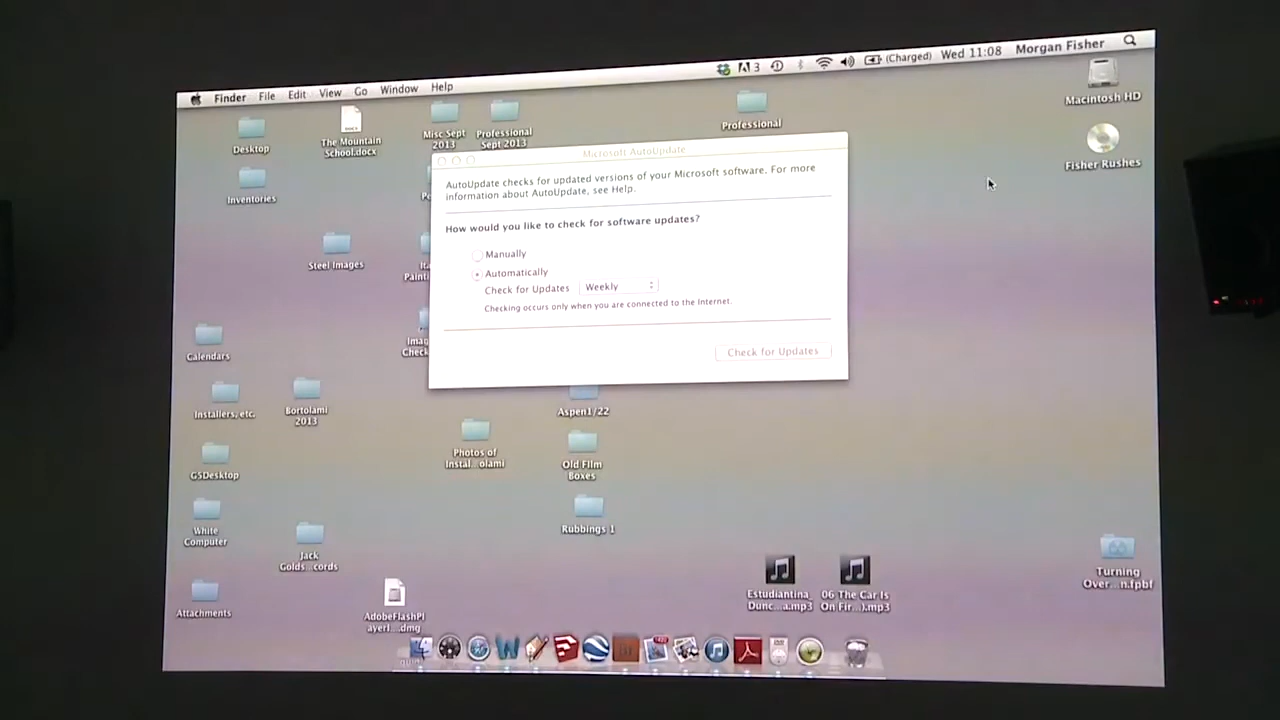 Finder File Edit View Go Window Help
3 (Charged) Wed 11:08 Morgan Fisher
Macintosh HD
Fisher Rushes
Desktop
The Mountain
School.docx
Misc Sept
2013
Professional
Sept 2013
Professional
Inventories
Steel Images
Calendars
Installers, etc.
Bortolami
2013
G5Desktop
White
Computer
Jack
Golds...cords
Attachments
AdobeFlashPl
ayerI...dmg
Microsoft AutoUpdate
AutoUpdate checks for updated versions of your Microsoft software. For more
information about AutoUpdate, see Help.
How would you like to check for software updates?
Manually
Automatically
Check for Updates Weekly
Checking occurs only when you are connected to the Internet.
Check for Updates
Painti
Imag
Check
Aspen1/22
Photos of
Instal...olami
Old Film
Boxes
Rubbings 1
Estudiantina_
Dunc...a.mp3
06 The Car Is
On Fir...).mp3
Turning
Over...n.fpbf